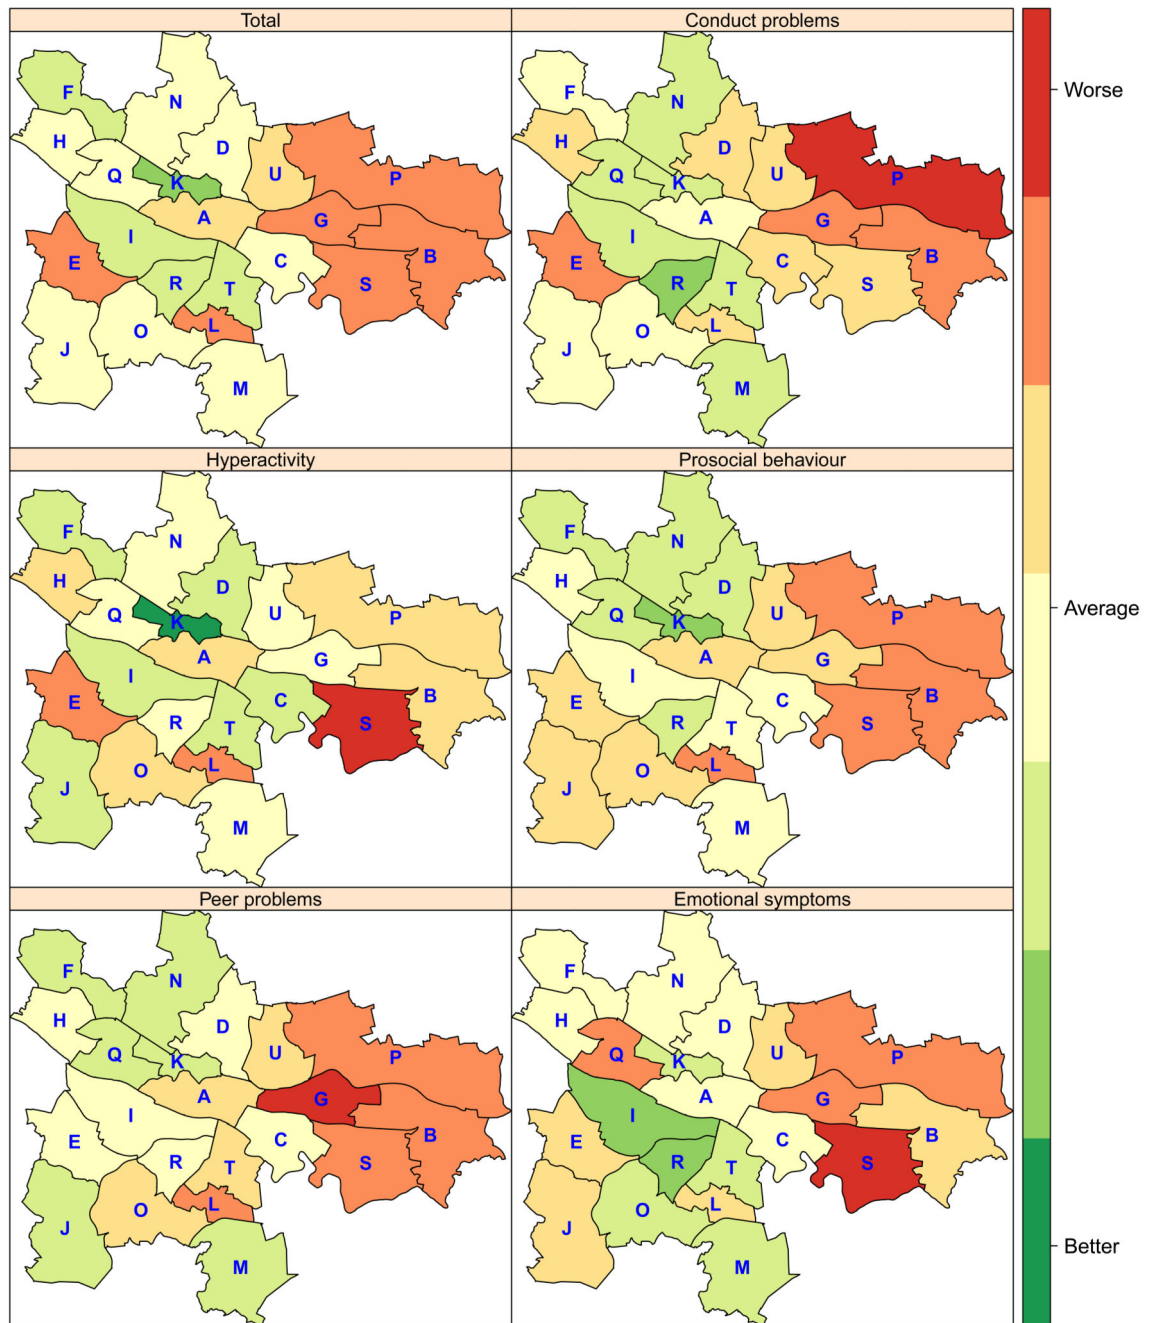 Total Conduct problems
Worse
F N
H D
Q K U P
A G
I
E C B
R T S
O L
J
M
F N
H D
Q K U P
A G
I
E C B
R T S
O L
J
M
Hyperactivity Prosocial behaviour
Average
F N
H D
Q K U P
A G
I
E C B
R T S
O L
J
M
F N
H D
Q K U P
A G
I
E C B
R T S
O L
J
M
Peer problems Emotional symptoms
F N
H D
Q K U P
A G
I
E C B
R T S
O L
J
M
F N
H D
Q K U P
A G
I
E C B
R T S
O L
J
M
Better